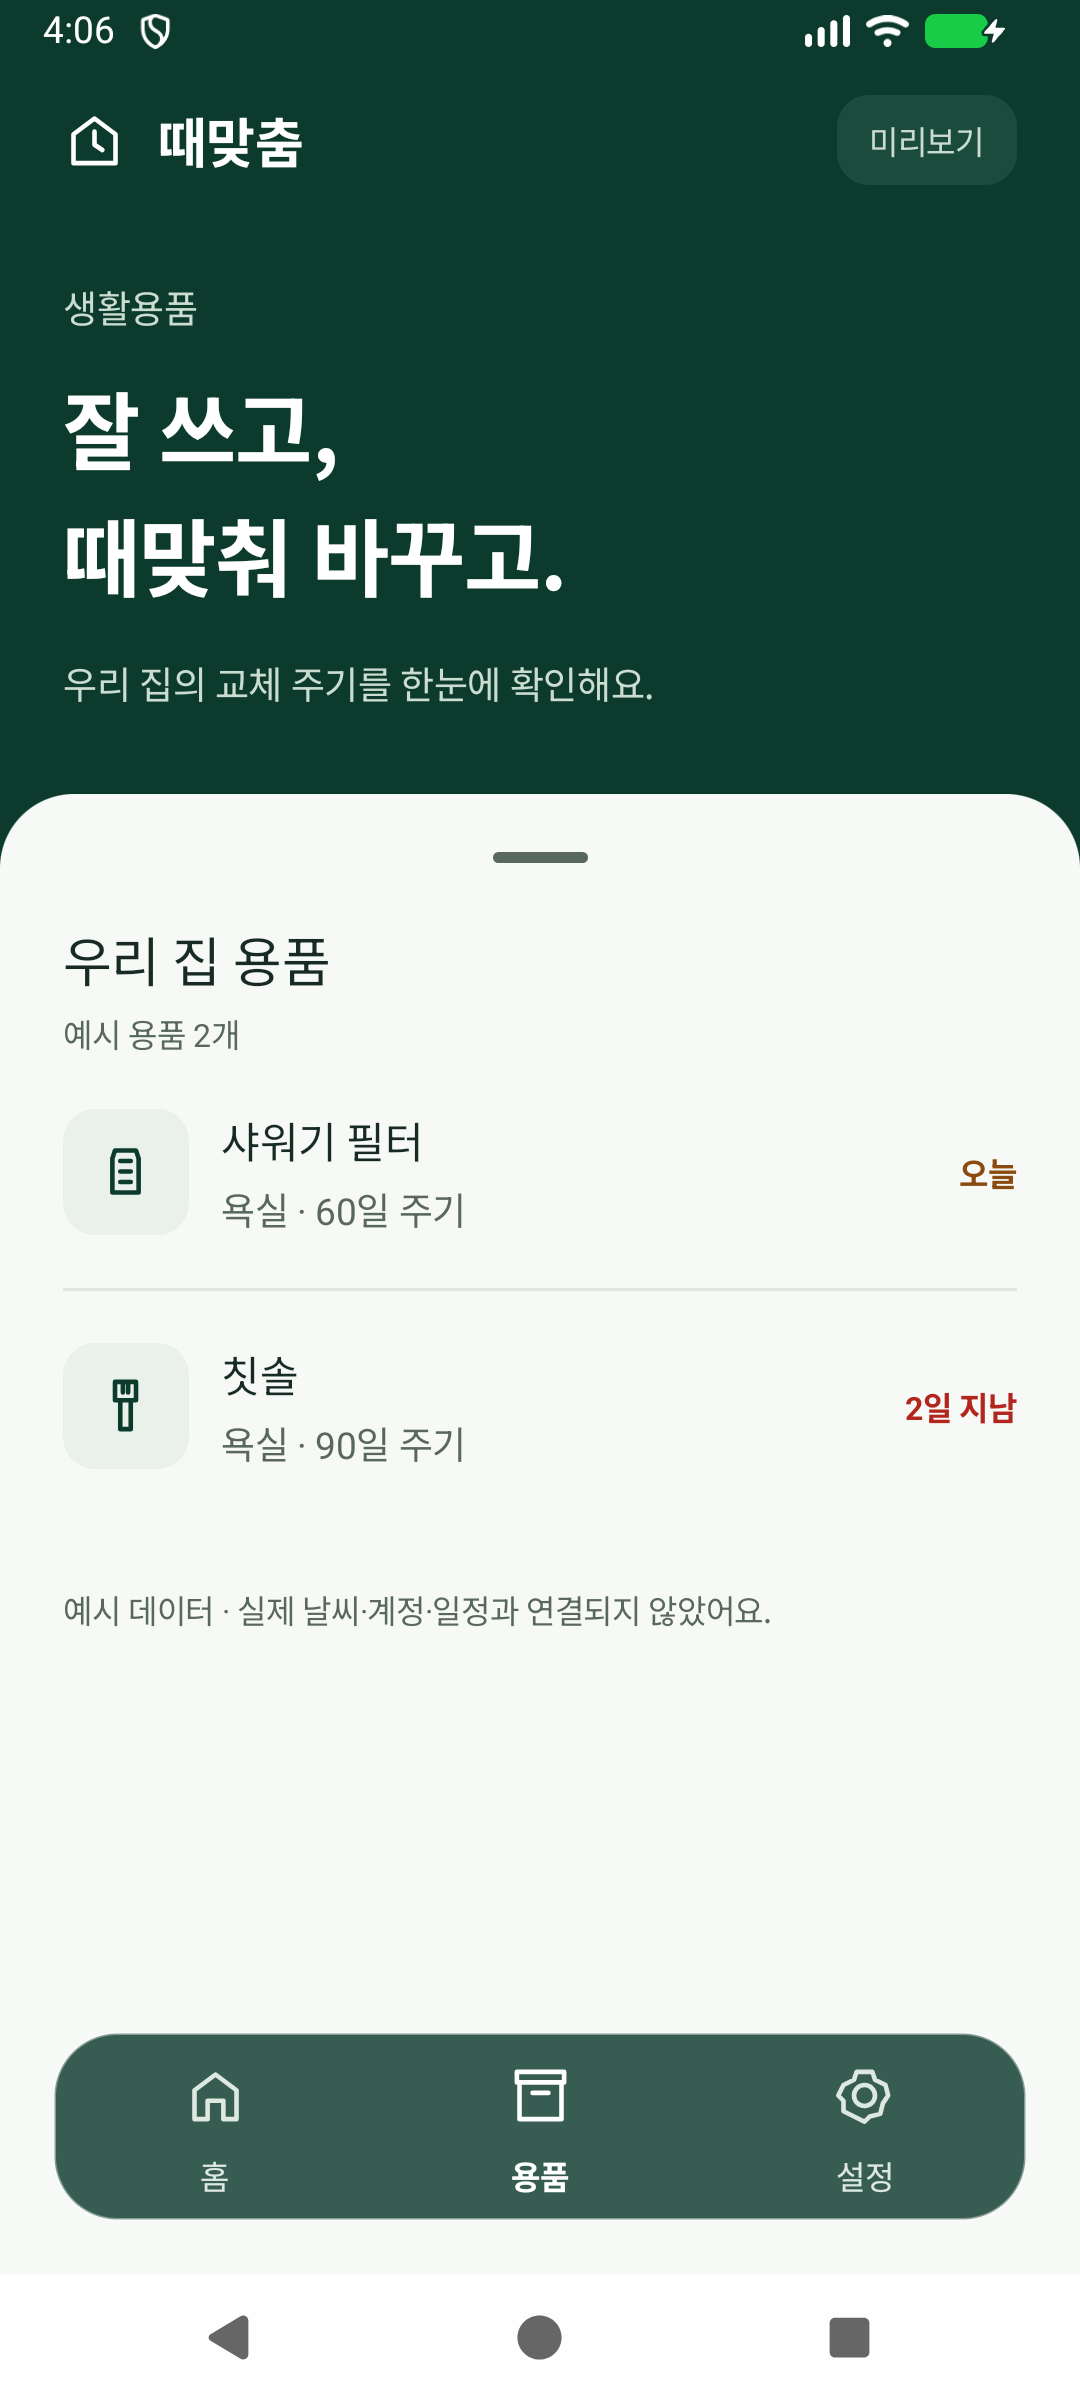 4:06
때맞춤
미리보기
생활용품
잘 쓰고,
때맞춰 바꾸고.
우리 집의 교체 주기를 한눈에 확인해요.
우리 집 용품
예시 용품 2개
샤워기 필터
오늘
욕실 · 60일 주기
칫솔
2일 지남
욕실 · 90일 주기
예시 데이터 · 실제 날씨·계정·일정과 연결되지 않았어요.
홈
용품
설정